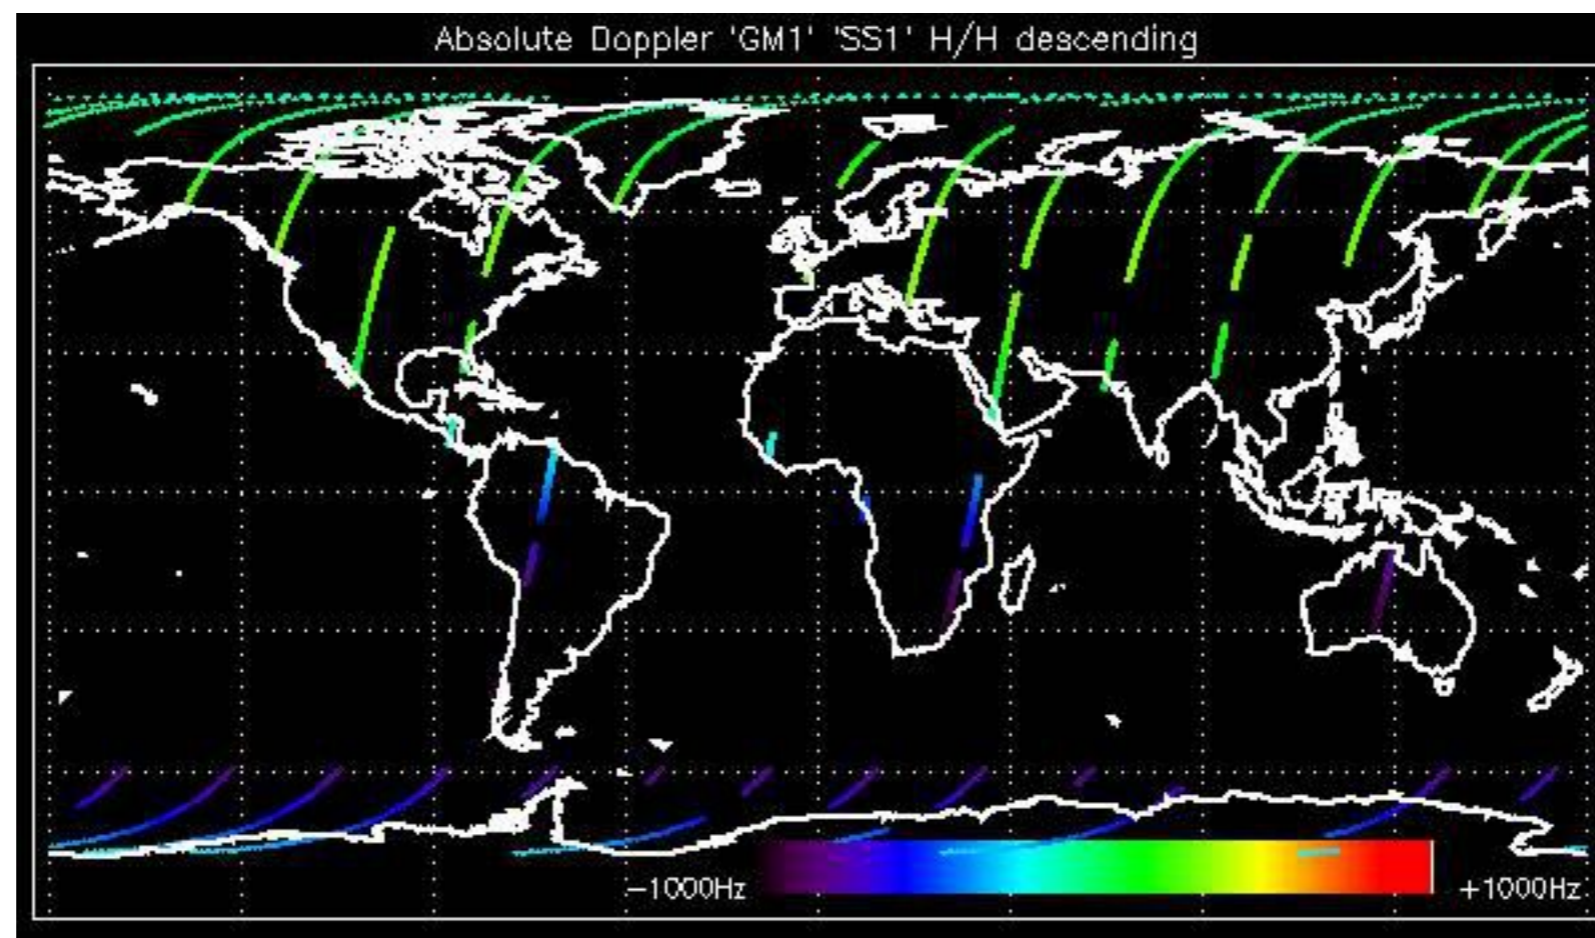 Absolute Doppler 'GM1' 'SS1' H/H descending
−1000Hz +1000Hz